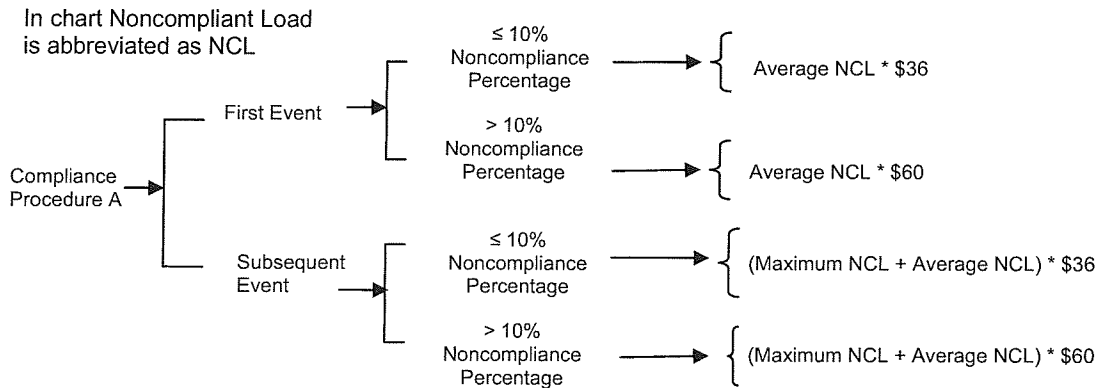 In chart Noncompliant Load
is abbreviated as NCL
Compliance
Procedure A
First Event
≤ 10%
Noncompliance
Percentage
Average NCL * $36
> 10%
Noncompliance
Percentage
Average NCL * $60
Subsequent
Event
≤ 10%
Noncompliance
Percentage
(Maximum NCL + Average NCL) * $36
> 10%
Noncompliance
Percentage
(Maximum NCL + Average NCL) * $60